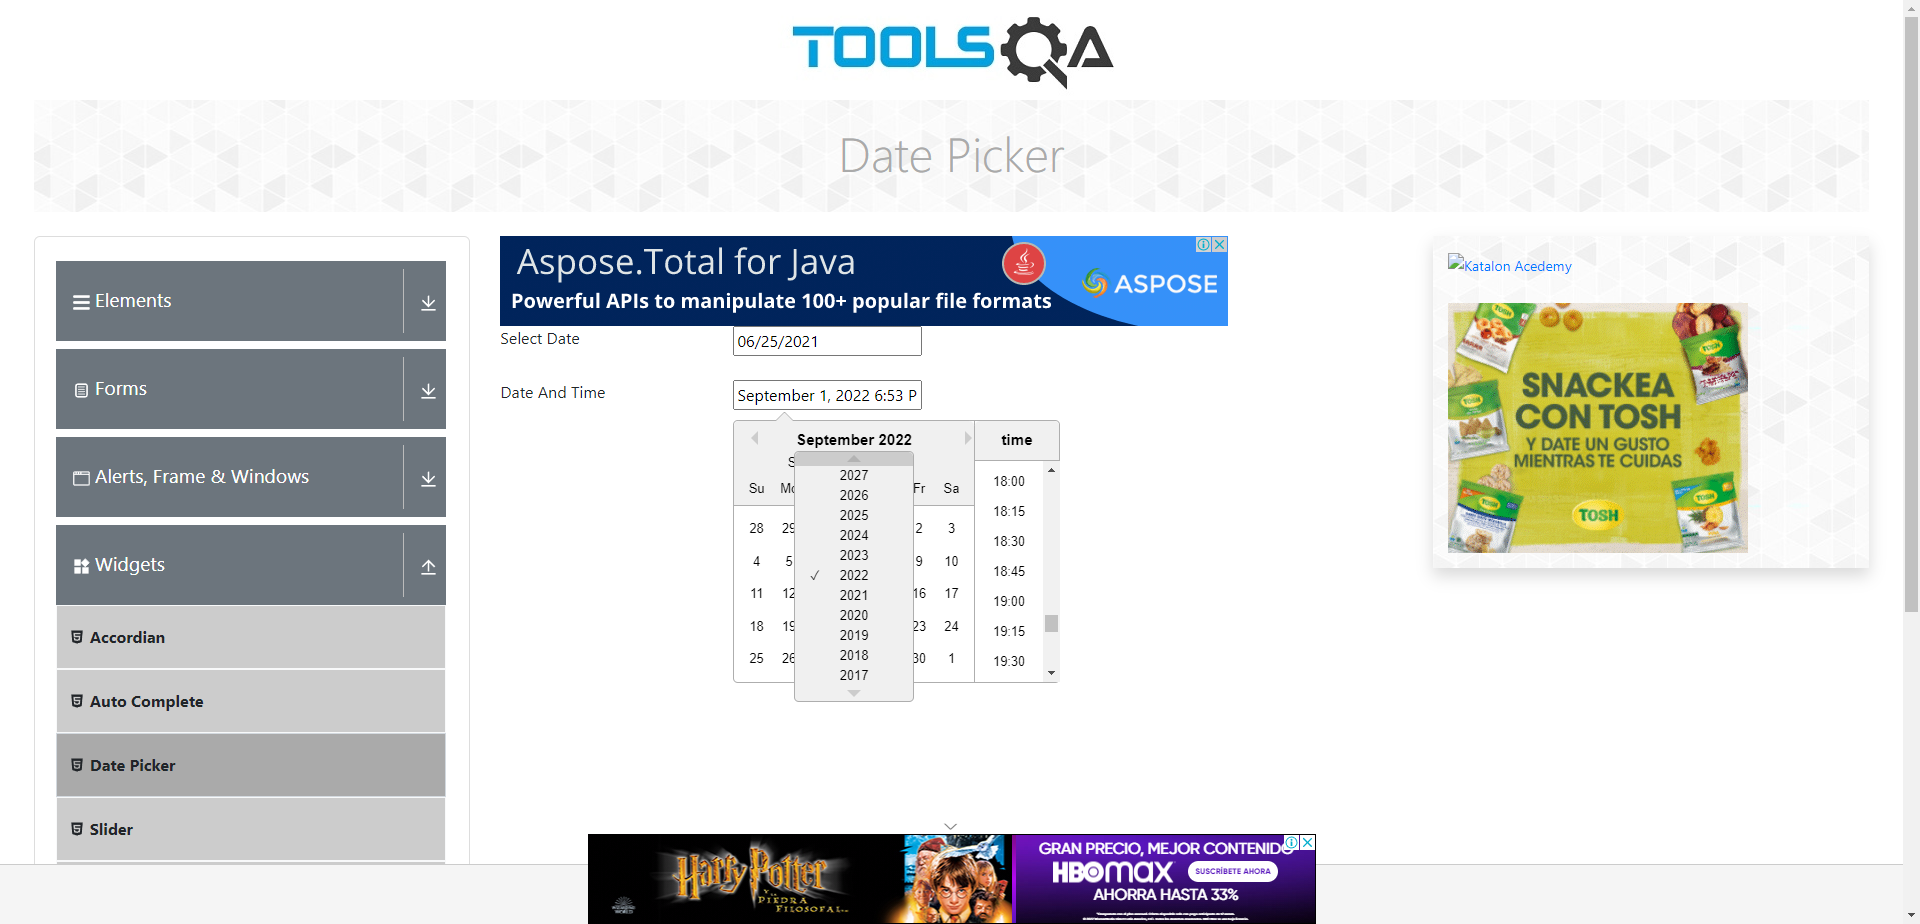 TOOLSQA
Date Picker
Elements
Forms
Alerts, Frame & Windows
Widgets
Accordian
Auto Complete
Date Picker
Slider
Aspose.Total for Java
Powerful APIs to manipulate 100+ popular file formats
ASPOSE
Select Date
06/25/2021
Date And Time
September 1, 2022 6:53 P
September 2022
time
S
Su Mo Fr Sa
28 29 2 3
4 5 9 10
11 12 16 17
18 19 23 24
25 26 30 1
2027
2026
2025
2024
2023
✓ 2022
2021
2020
2019
2018
2017
18:00
18:15
18:30
18:45
19:00
19:15
19:30
Katalon Acedemy
TOSH
SNACKEA
CON TOSH
Y DATE UN GUSTO
MIENTRAS TE CUIDAS
TOSH
Harry Potter
Y LA
PIEDRA
FILOSOFAL
GRAN PRECIO, MEJOR CONTENIDO
HBOMAX
SUSCRÍBETE AHORA
AHORRA HASTA 33%